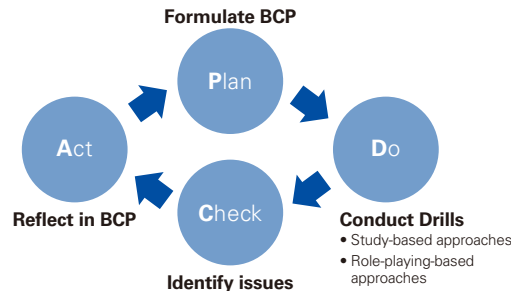 Formulate BCP
Plan
Act
Do
Check
Reflect in BCP
Conduct Drills
• Study-based approaches
• Role-playing-based
approaches
Identify issues